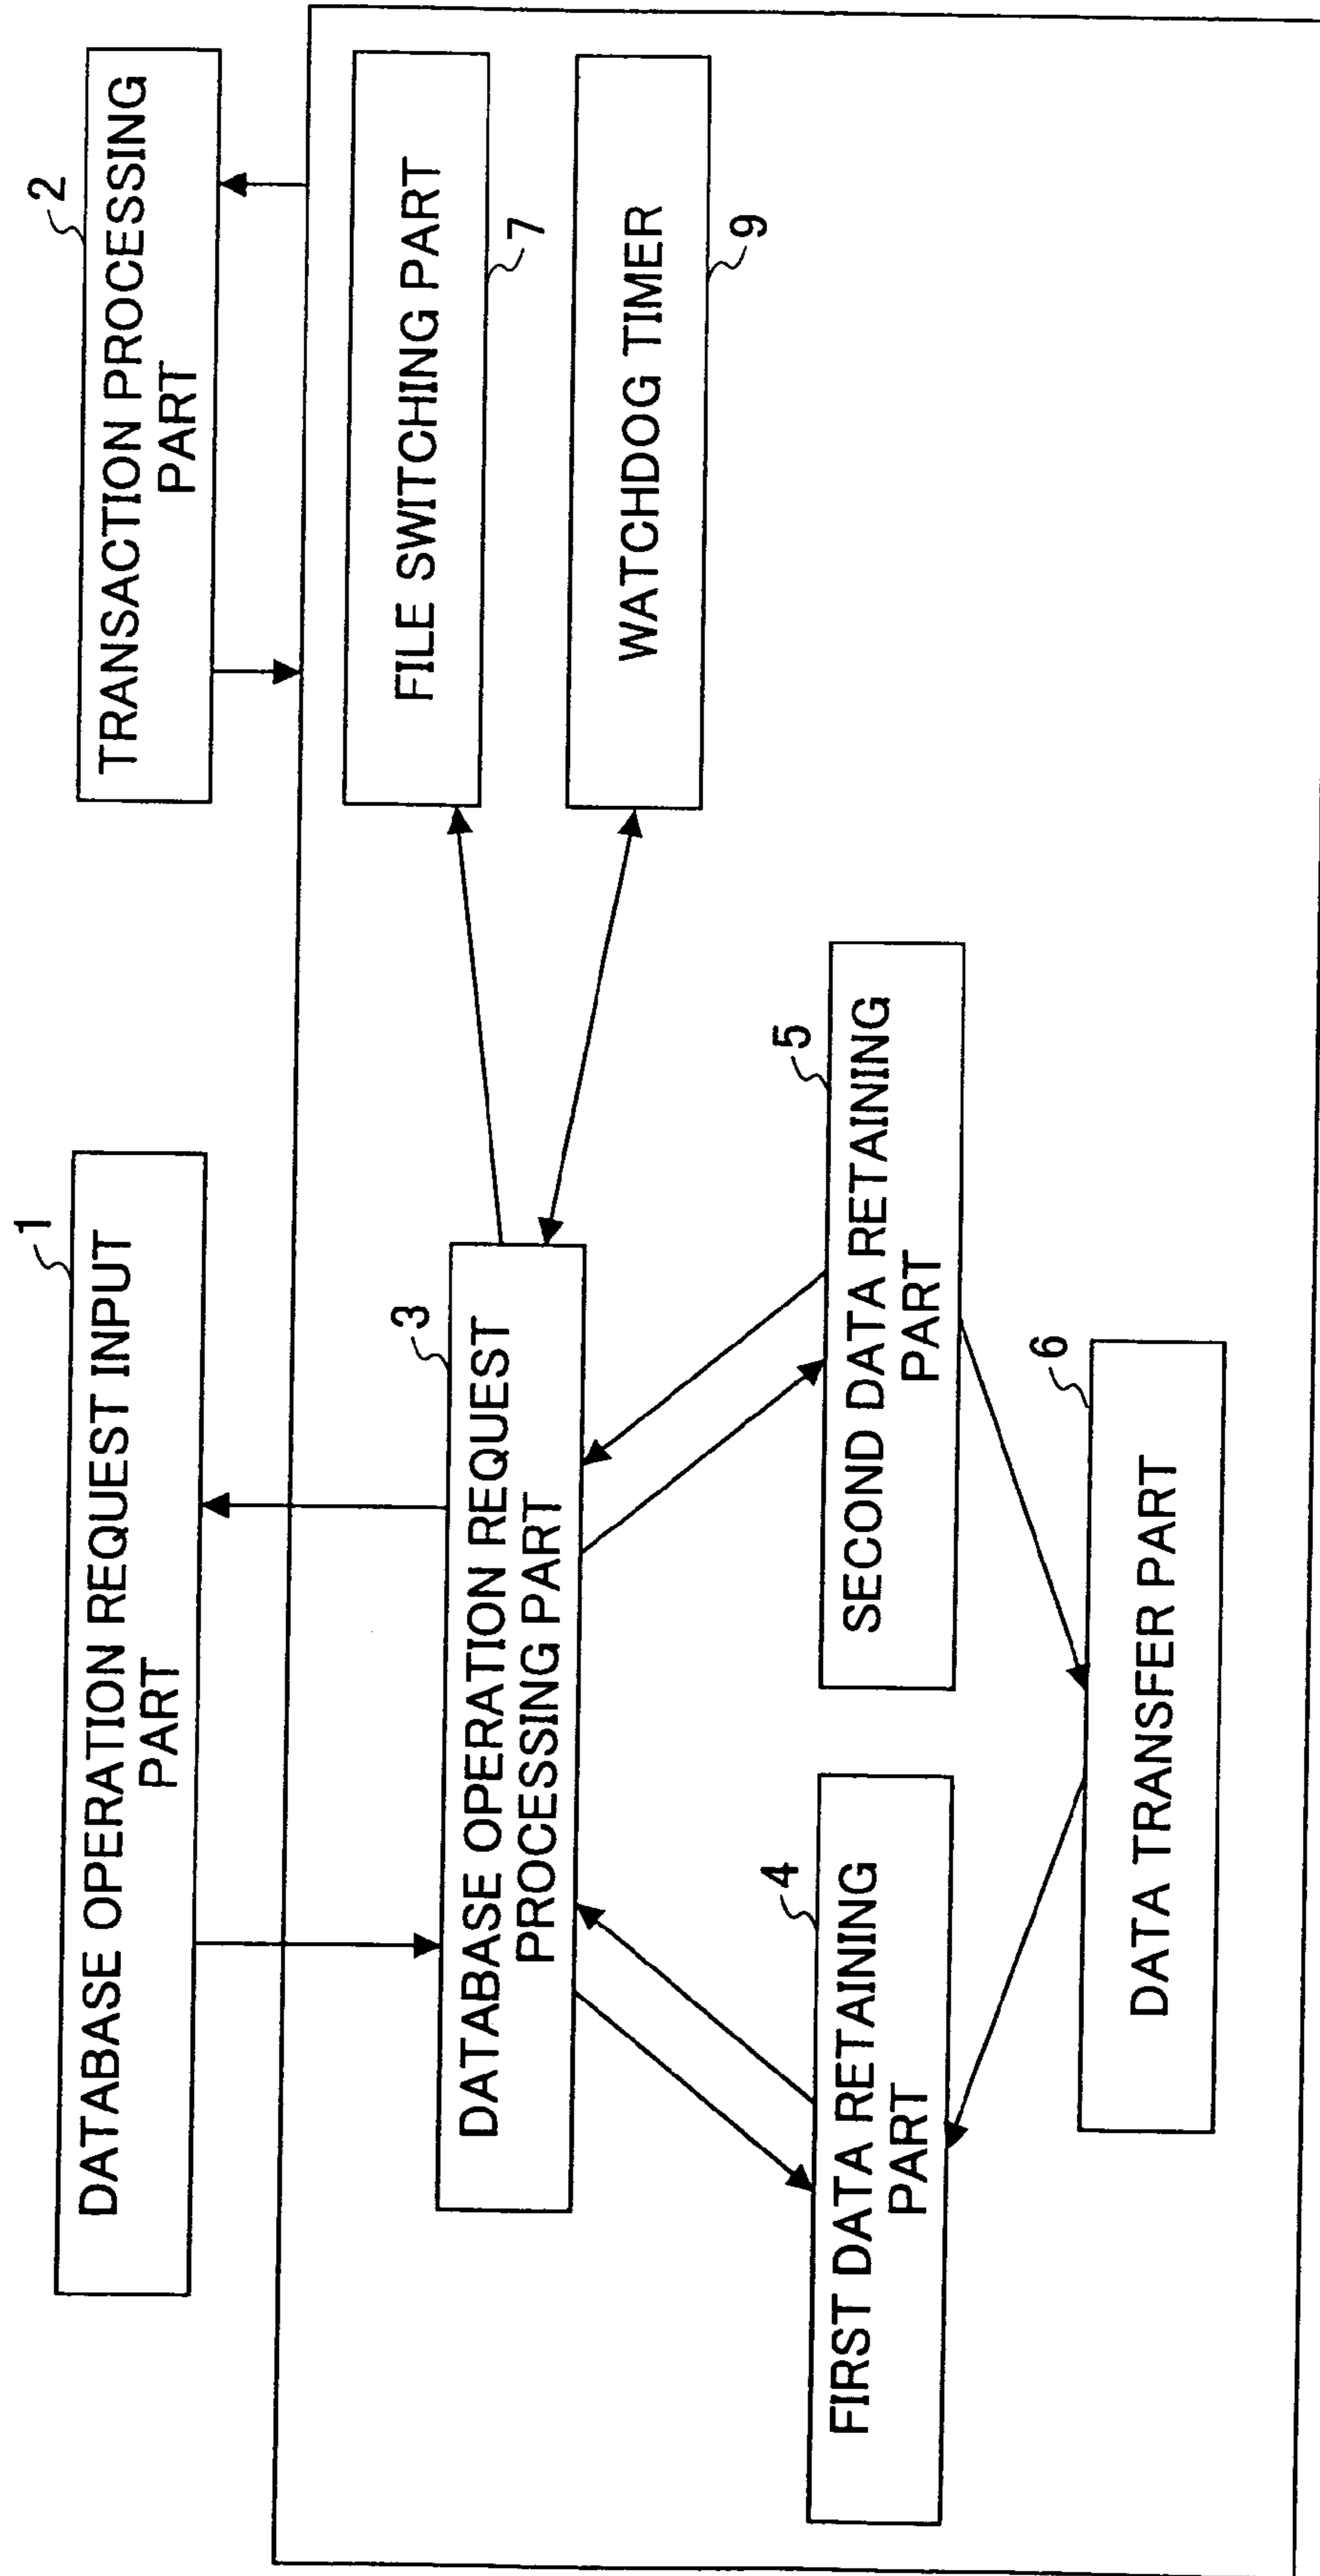 1
DATABASE OPERATION REQUEST INPUT
PART
2
TRANSACTION PROCESSING
PART
3
DATABASE OPERATION REQUEST
PROCESSING PART
FILE SWITCHING PART
7
WATCHDOG TIMER
9
4
FIRST DATA RETAINING
PART
5
SECOND DATA RETAINING
PART
6
DATA TRANSFER PART